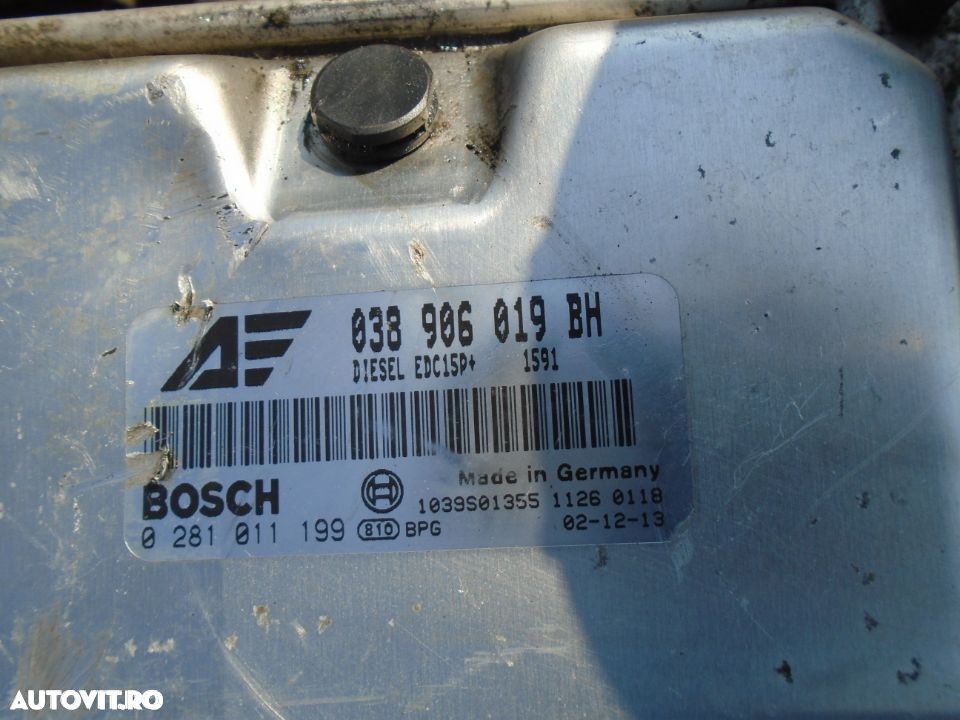 AF 038 906 019 BH
DIESEL EDC15P+ 1591
Made in Germany
BOSCH 1039S01355 1126 0118
0 281 011 199 810 BPG 02-12-13
AUTOVIT.RO